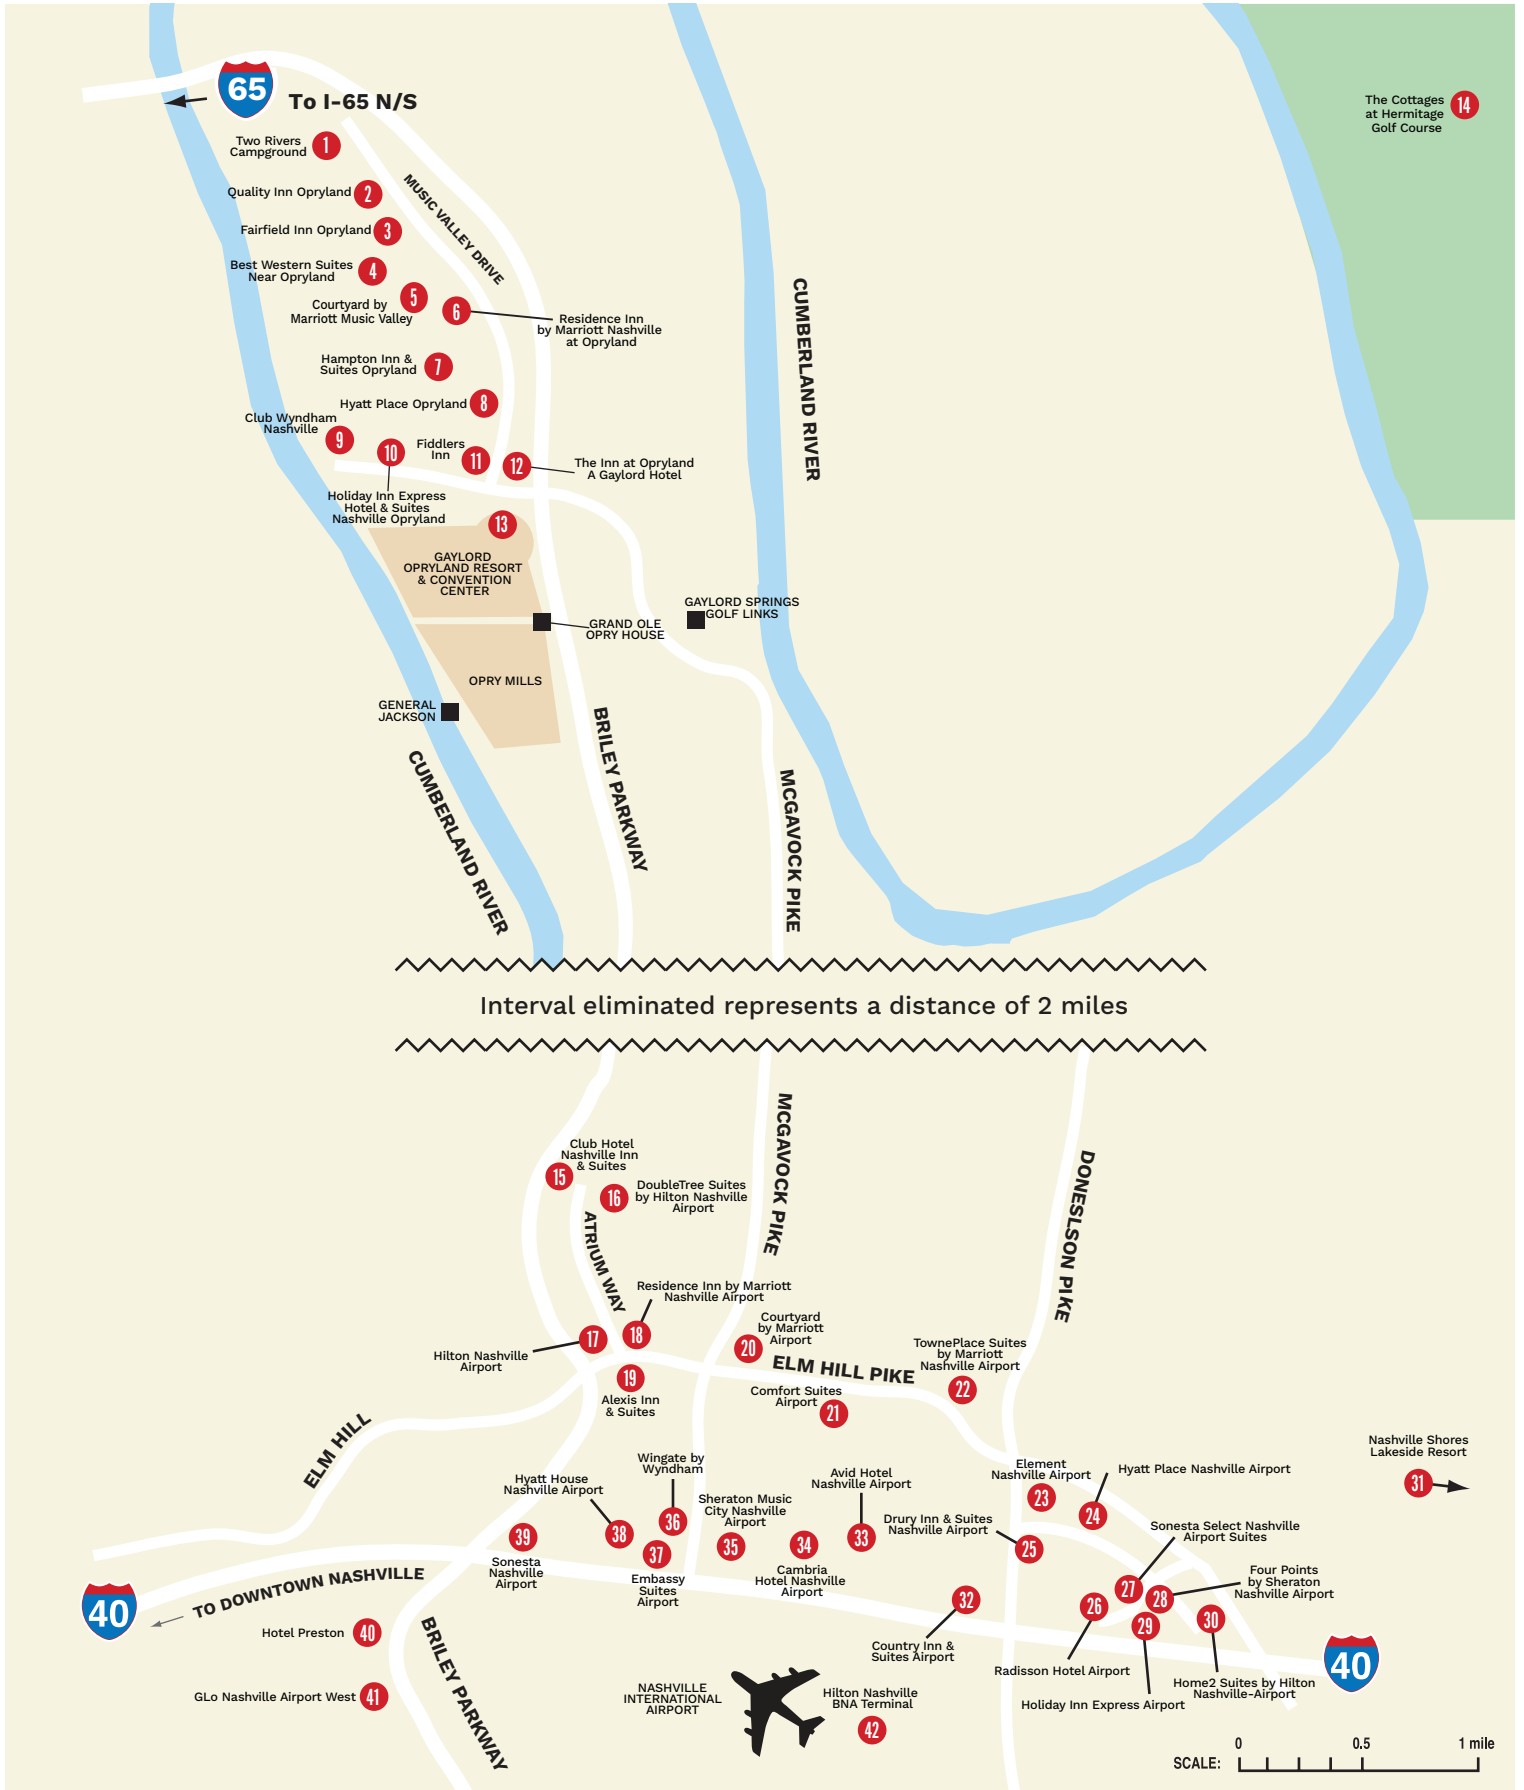 65
To I-65 N/S
The Cottages
at Hermitage
Golf Course
14
Two Rivers
Campground
1
Quality Inn Opryland
2
MUSIC VALLEY DRIVE
Fairfield Inn Opryland
3
Best Western Suites
Near Opryland
4
Courtyard by
Marriott Music Valley
5
6
Residence Inn
by Marriott Nashville
at Opryland
CUMBERLAND RIVER
Hampton Inn &
Suites Opryland
7
Hyatt Place Opryland
8
Club Wyndham
Nashville
9
10
Holiday Inn Express
Hotel & Suites
Nashville Opryland
Fiddlers
Inn
11
12
The Inn at Opryland
A Gaylord Hotel
13
GAYLORD
OPRYLAND RESORT
& CONVENTION
CENTER
GRAND OLE
OPRY HOUSE
GAYLORD SPRINGS
GOLF LINKS
OPRY MILLS
GENERAL
JACKSON
BRILEY PARKWAY
CUMBERLAND RIVER
MCGAVOCK PIKE
Interval eliminated represents a distance of 2 miles
MCGAVOCK PIKE
DONESLSON PIKE
Club Hotel
Nashville Inn
& Suites
15
16
DoubleTree Suites
by Hilton Nashville
Airport
ATRIUM WAY
Residence Inn by Marriott
Nashville Airport
17
18
Hilton Nashville
Airport
Courtyard
by Marriott
Airport
20
TownePlace Suites
by Marriott
Nashville Airport
22
ELM HILL PIKE
19
Alexis Inn
& Suites
Comfort Suites
Airport
21
ELM HILL
Nashville Shores
Lakeside Resort
31
Wingate by
Wyndham
36
Hyatt House
Nashville Airport
38
Sheraton Music
City Nashville
Airport
35
Avid Hotel
Nashville Airport
33
Element
Nashville Airport
23
Hyatt Place Nashville Airport
24
Drury Inn & Suites
Nashville Airport
25
Sonesta Select Nashville
Airport Suites
27
39
Sonesta
Nashville
Airport
37
Embassy
Suites
Airport
34
Cambria
Hotel Nashville
Airport
Four Points
by Sheraton
Nashville Airport
28
40
TO DOWNTOWN NASHVILLE
32
Country Inn &
Suites Airport
26
Radisson Hotel Airport
29
Holiday Inn Express Airport
30
Home2 Suites by Hilton
Nashville-Airport
40
Hotel Preston
40
GLo Nashville Airport West
41
BRILEY PARKWAY
NASHVILLE
INTERNATIONAL
AIRPORT
Hilton Nashville
BNA Terminal
42
0 0.5 1 mile
SCALE: